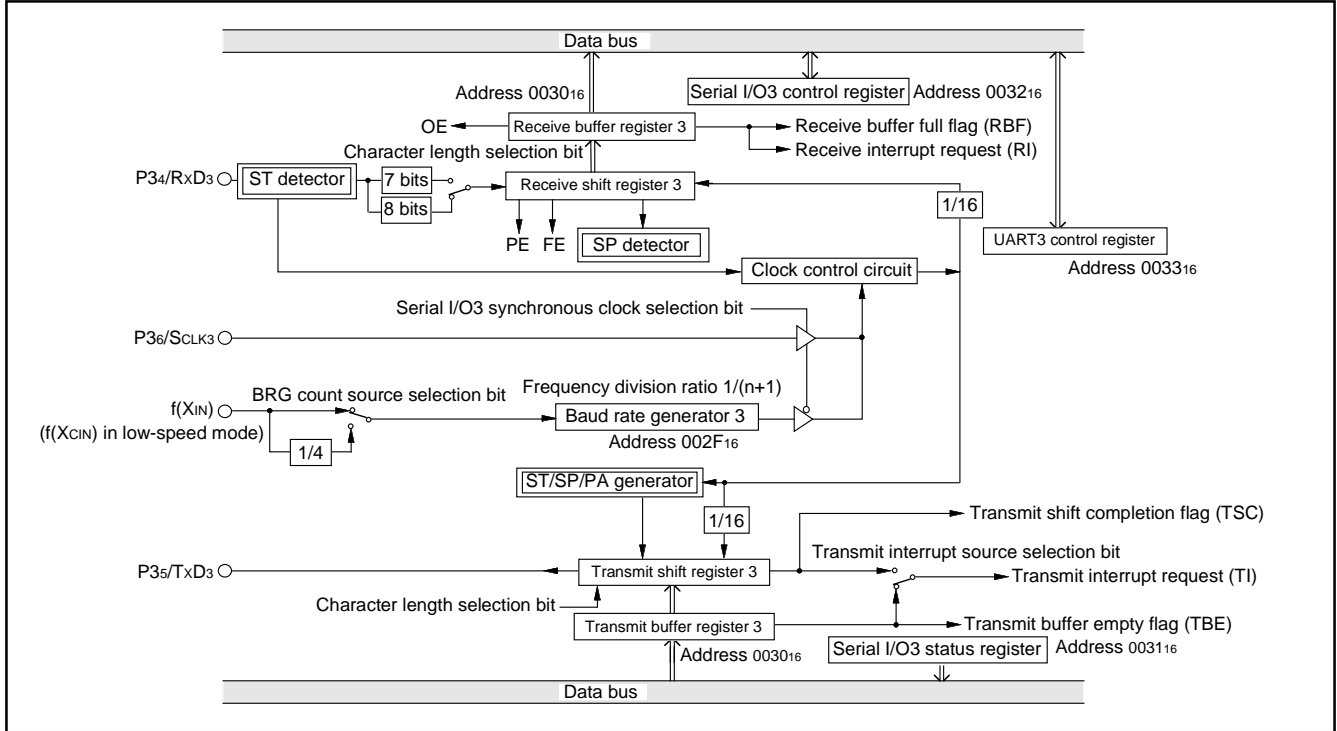 Data bus
Address 0030₁₆
Serial I/O3 control register
Address 0032₁₆
OE
Receive buffer register 3
Receive buffer full flag (RBF)
Character length selection bit
Receive interrupt request (RI)
P3₄/RxD₃
ST detector
7 bits
8 bits
Receive shift register 3
1/16
PE
FE
SP detector
UART3 control register
Address 0033₁₆
Clock control circuit
Serial I/O3 synchronous clock selection bit
P3₆/SCLK3
BRG count source selection bit
Frequency division ratio 1/(n+1)
f(XIN)
(f(XCIN) in low-speed mode)
Baud rate generator 3
Address 002F₁₆
1/4
ST/SP/PA generator
1/16
Transmit shift completion flag (TSC)
Transmit interrupt source selection bit
P3₅/TxD₃
Transmit shift register 3
Transmit interrupt request (TI)
Character length selection bit
Transmit buffer register 3
Transmit buffer empty flag (TBE)
Address 0030₁₆
Serial I/O3 status register
Address 0031₁₆
Data bus